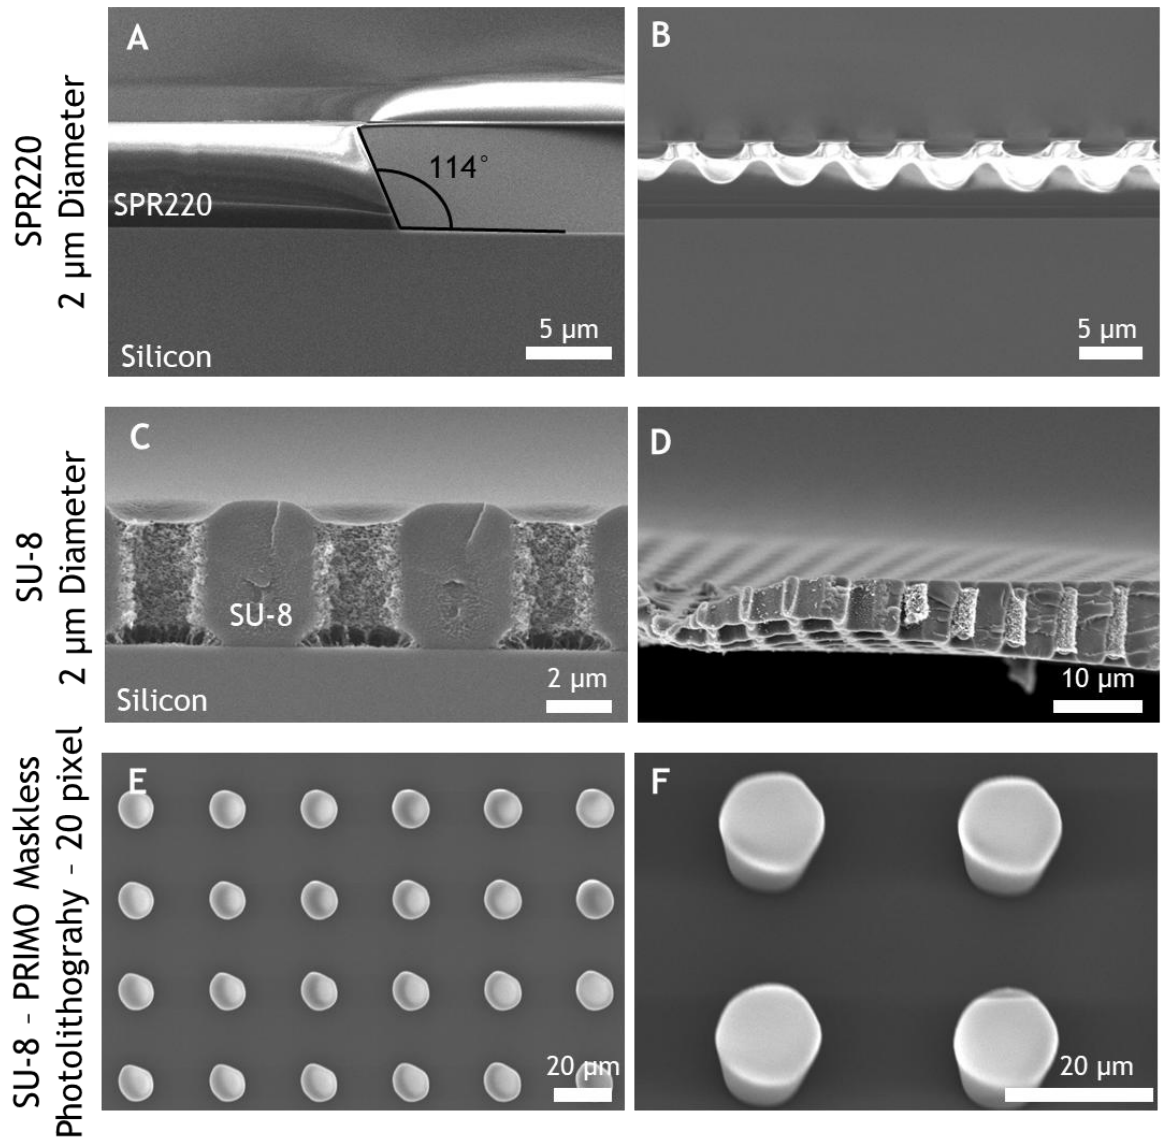 SPR220
2 µm Diameter
A
114°
SPR220
5 µm
Silicon
B
5 µm
SU-8
2 µm Diameter
C
SU-8
2 µm
Silicon
D
10 µm
SU-8 - PRIMO Maskless
Photolithograhy - 20 pixel
E
20 µm
F
20 µm